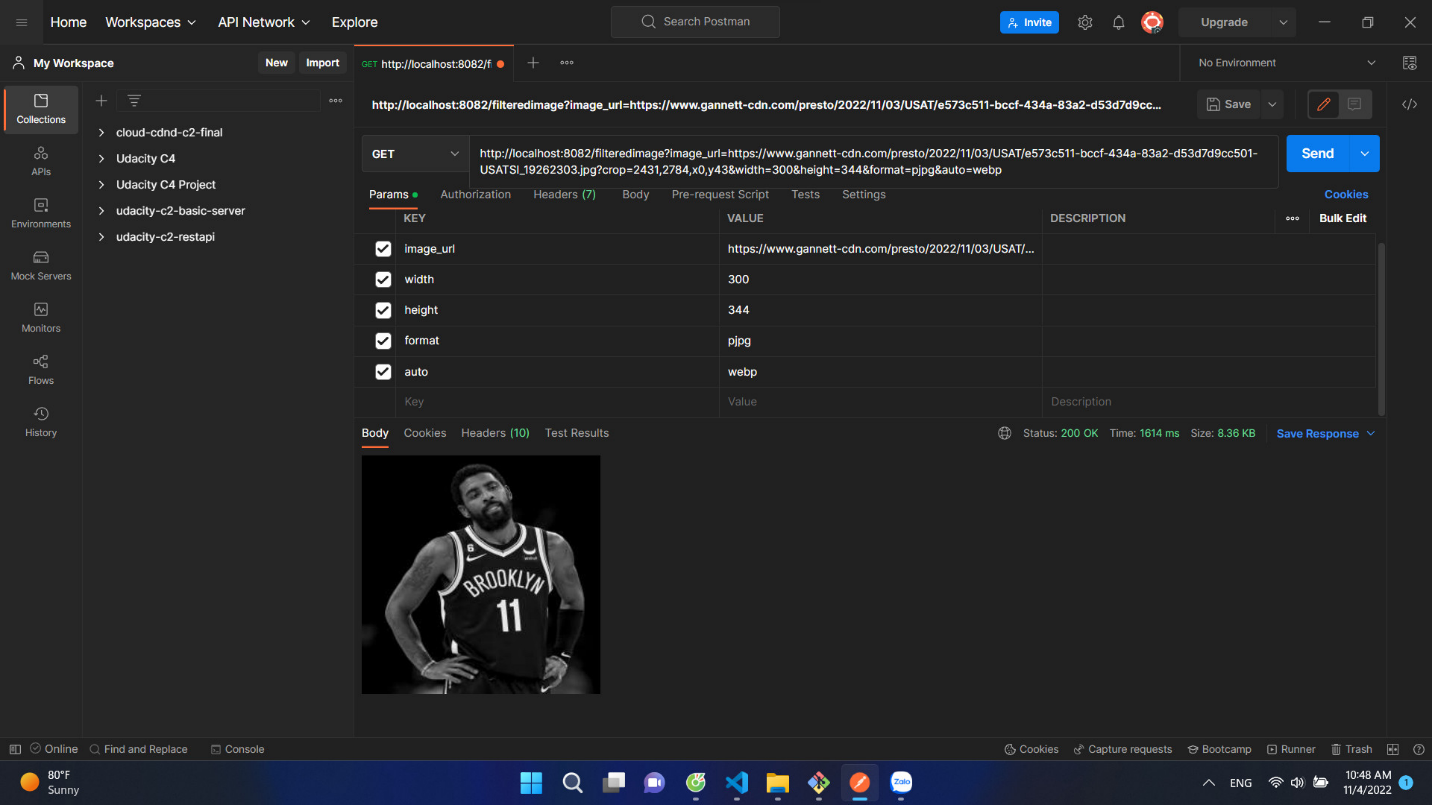 Home
Workspaces
API Network
Explore
Search Postman
Invite
Upgrade
My Workspace
New
Import
GET http://localhost:8082/fi
No Environment
Collections
APIs
Environments
Mock Servers
Monitors
Flows
History
cloud-cdnd-c2-final
Udacity C4
Udacity C4 Project
udacity-c2-basic-server
udacity-c2-restapi
http://localhost:8082/filteredimage?image_url=https://www.gannett-cdn.com/presto/2022/11/03/USAT/e573c511-bccf-434a-83a2-d53d7d9cc...
Save
GET
http://localhost:8082/filteredimage?image_url=https://www.gannett-cdn.com/presto/2022/11/03/USAT/e573c511-bccf-434a-83a2-d53d7d9cc501-
USATSI_19262303.jpg?crop=2431,2784,x0,y43&width=300&height=344&format=pjpg&auto=webp
Send
Params
Authorization
Headers (7)
Body
Pre-request Script
Tests
Settings
Cookies
KEY
VALUE
DESCRIPTION
Bulk Edit
image_url
https://www.gannett-cdn.com/presto/2022/11/03/USAT/...
width
300
height
344
format
pjpg
auto
webp
Key
Value
Description
Body
Cookies
Headers (10)
Test Results
Status: 200 OK
Time: 1614 ms
Size: 8.36 KB
Save Response
6
BROOKLYN
11
Online
Find and Replace
Console
Cookies
Capture requests
Bootcamp
Runner
Trash
80°F
Sunny
Zalo
ENG
10:48 AM
11/4/2022
1